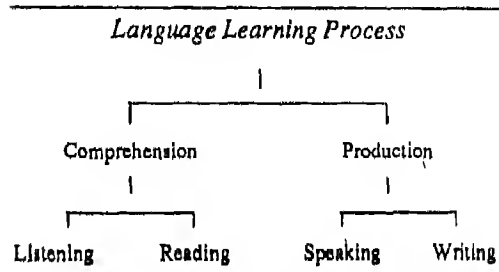 Language Learning Process
Comprehension Production
Listening Reading Speaking Writing